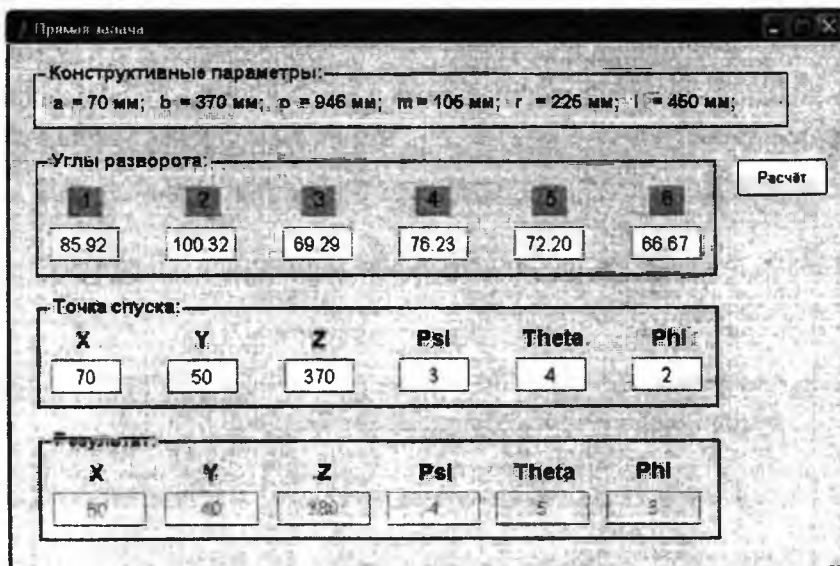 Прямая задача
Конструктивные параметры:
a = 70 мм; b = 370 мм; p = 946 мм; m = 105 мм; r = 225 мм; l = 450 мм;
Углы разворота:
Расчёт
1 2 3 4 5 6
85.92 100.32 69.29 76.23 72.20 66.67
Точка спуска:
X Y Z Psi Theta Phi
70 50 370 3 4 2
Результат:
X Y Z Psi Theta Phi
60 40 380 4 5 3